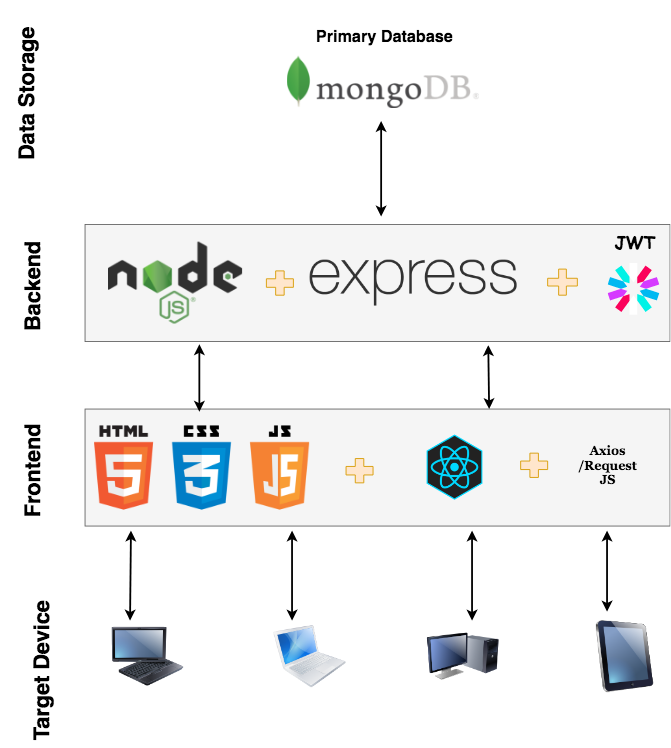 Data Storage
Primary Database
mongoDB®
Backend
node
JS®
express
JWT
Frontend
HTML
5
CSS
3
JS
JS
Axios
/Request
JS
Target Device